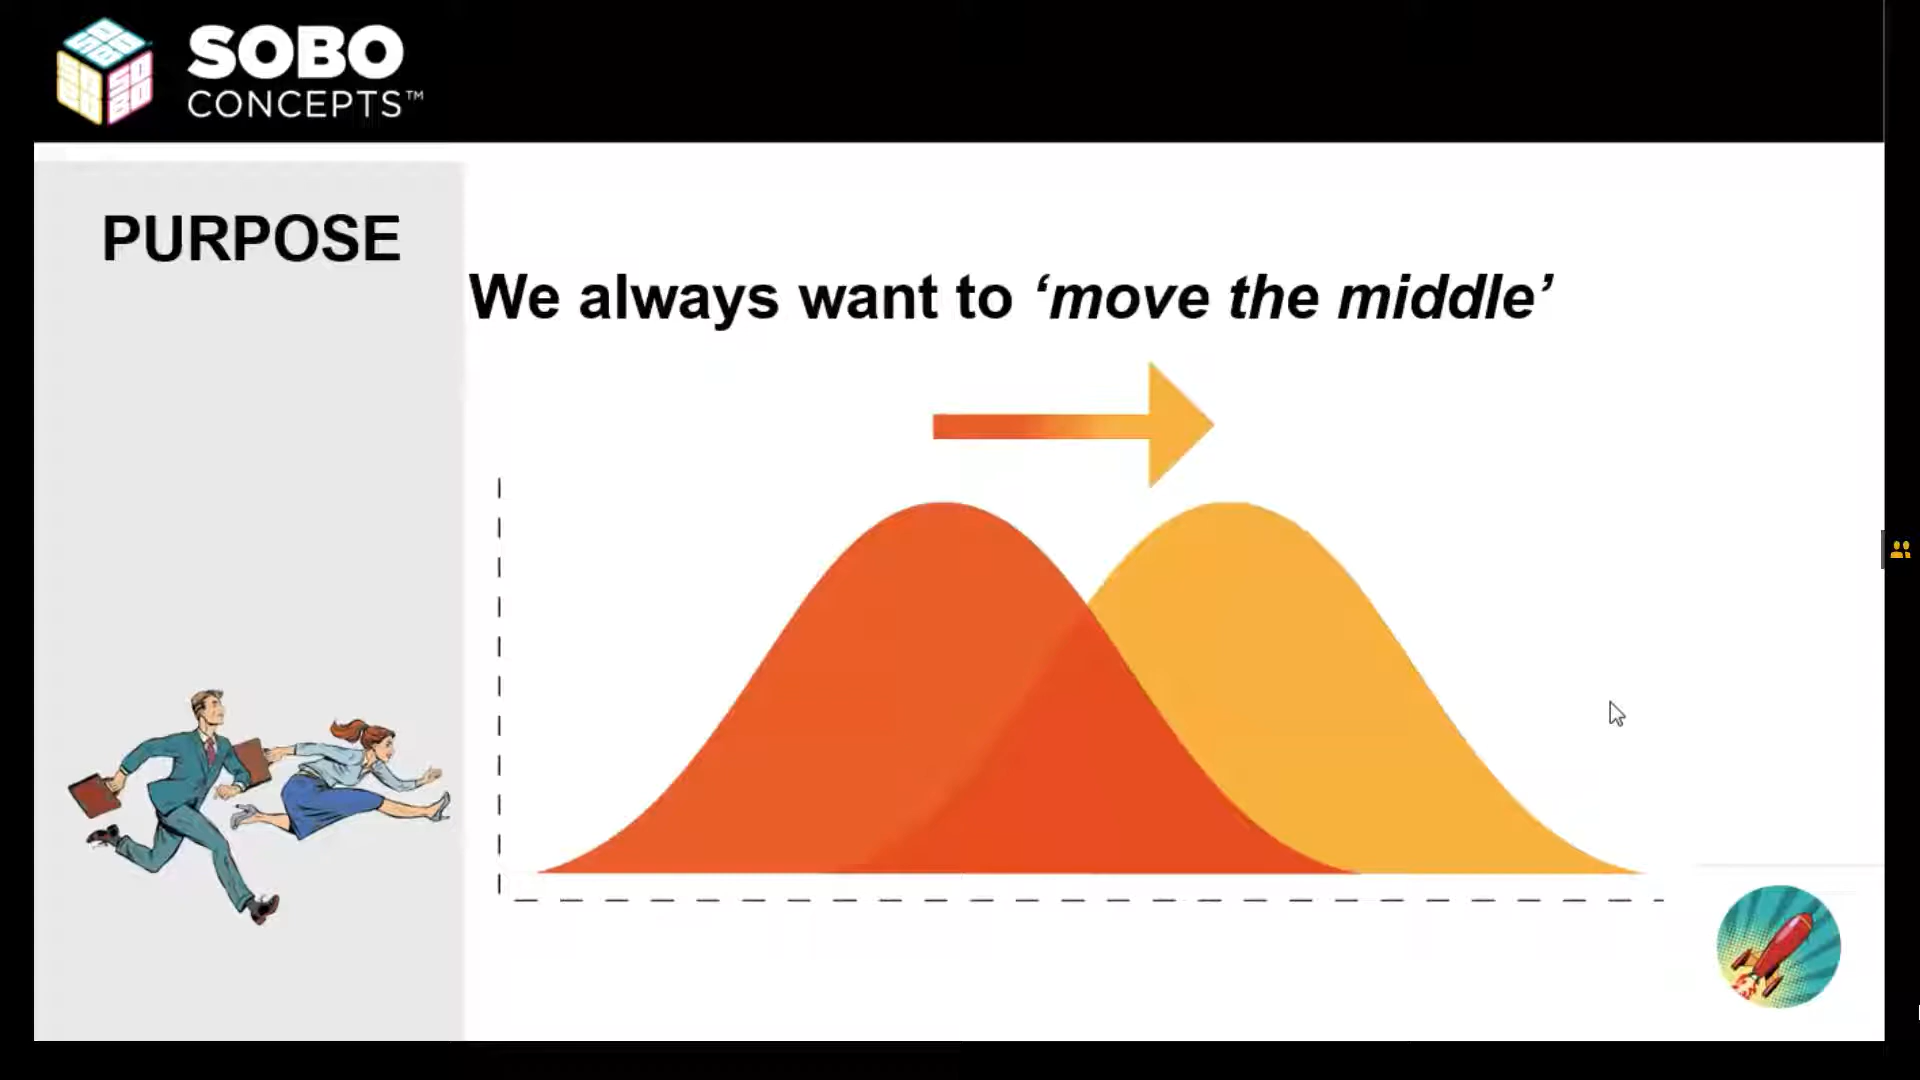 SOBO
CONCEPTS™
PURPOSE
We always want to ‘move the middle’